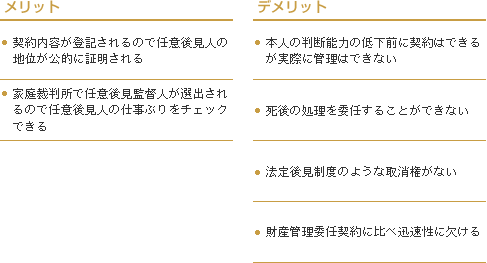 メリット
● 契約内容が登記されるので任意後見人の
地位が公的に証明される
● 家庭裁判所で任意後見監督人が選出され
るので任意後見人の仕事ぶりをチェック
できる
デメリット
● 本人の判断能力の低下前に契約はできる
が実際に管理はできない
● 死後の処理を委任することができない
● 法定後見制度のような取消権がない
● 財産管理委任契約に比べ迅速性に欠ける